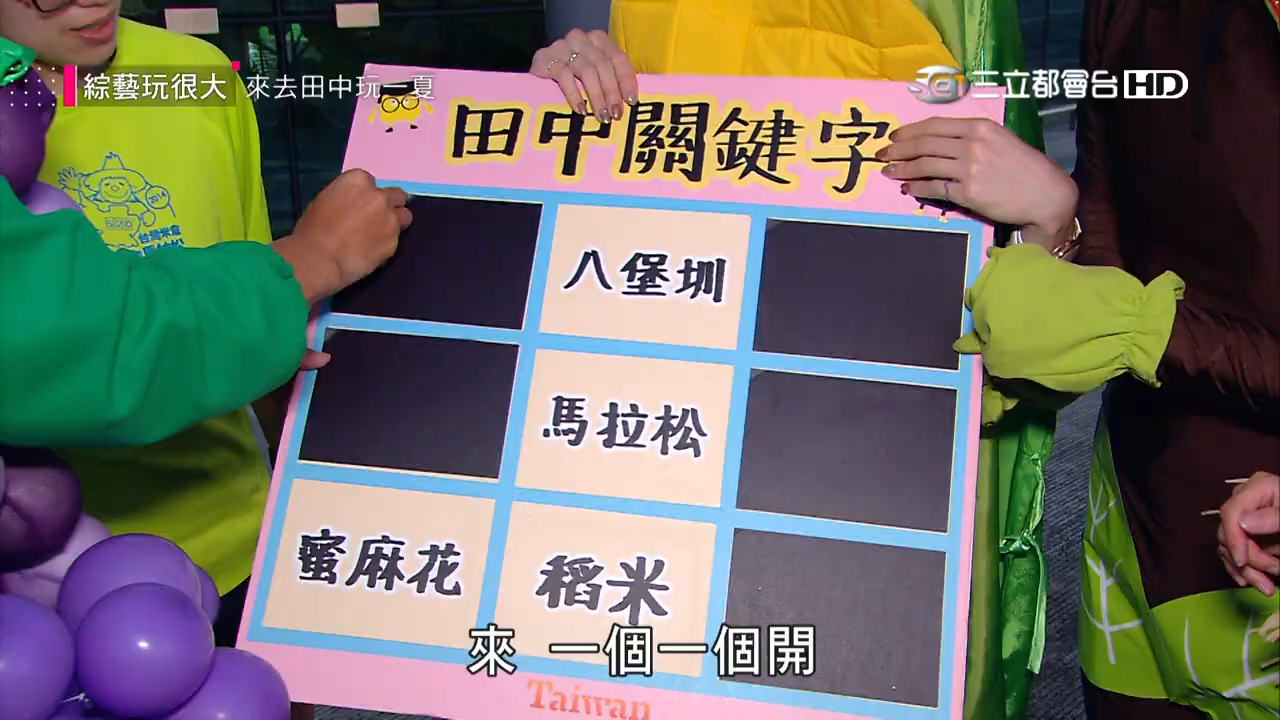 綜藝玩很大 來去田中玩一夏
三立都會台HD
田中關鍵字
八堡圳
馬拉松
蜜麻花 稻米
來 一個一個開
Taiwan